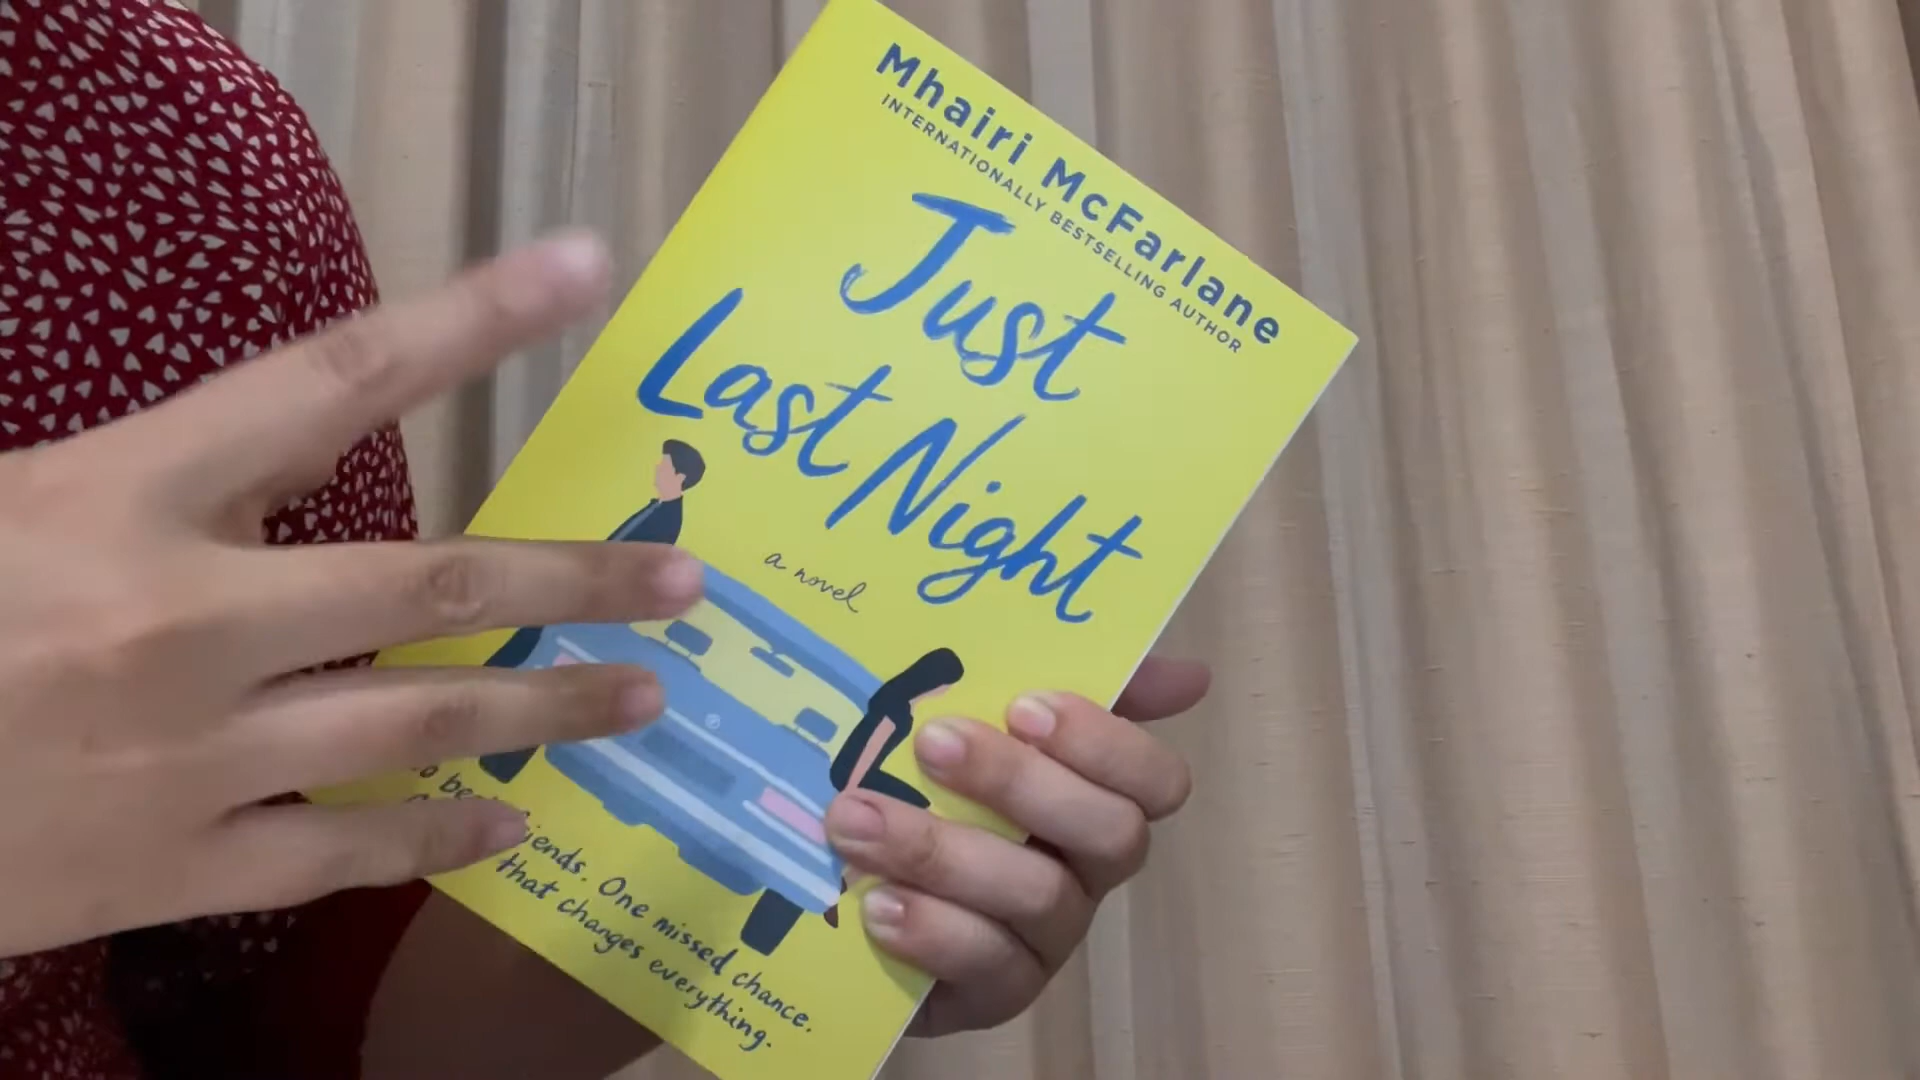 Mhairi McFarlane
INTERNATIONALLY BESTSELLING AUTHOR
Just
Last Night
a novel
friends. One missed chance.
that changes everything.